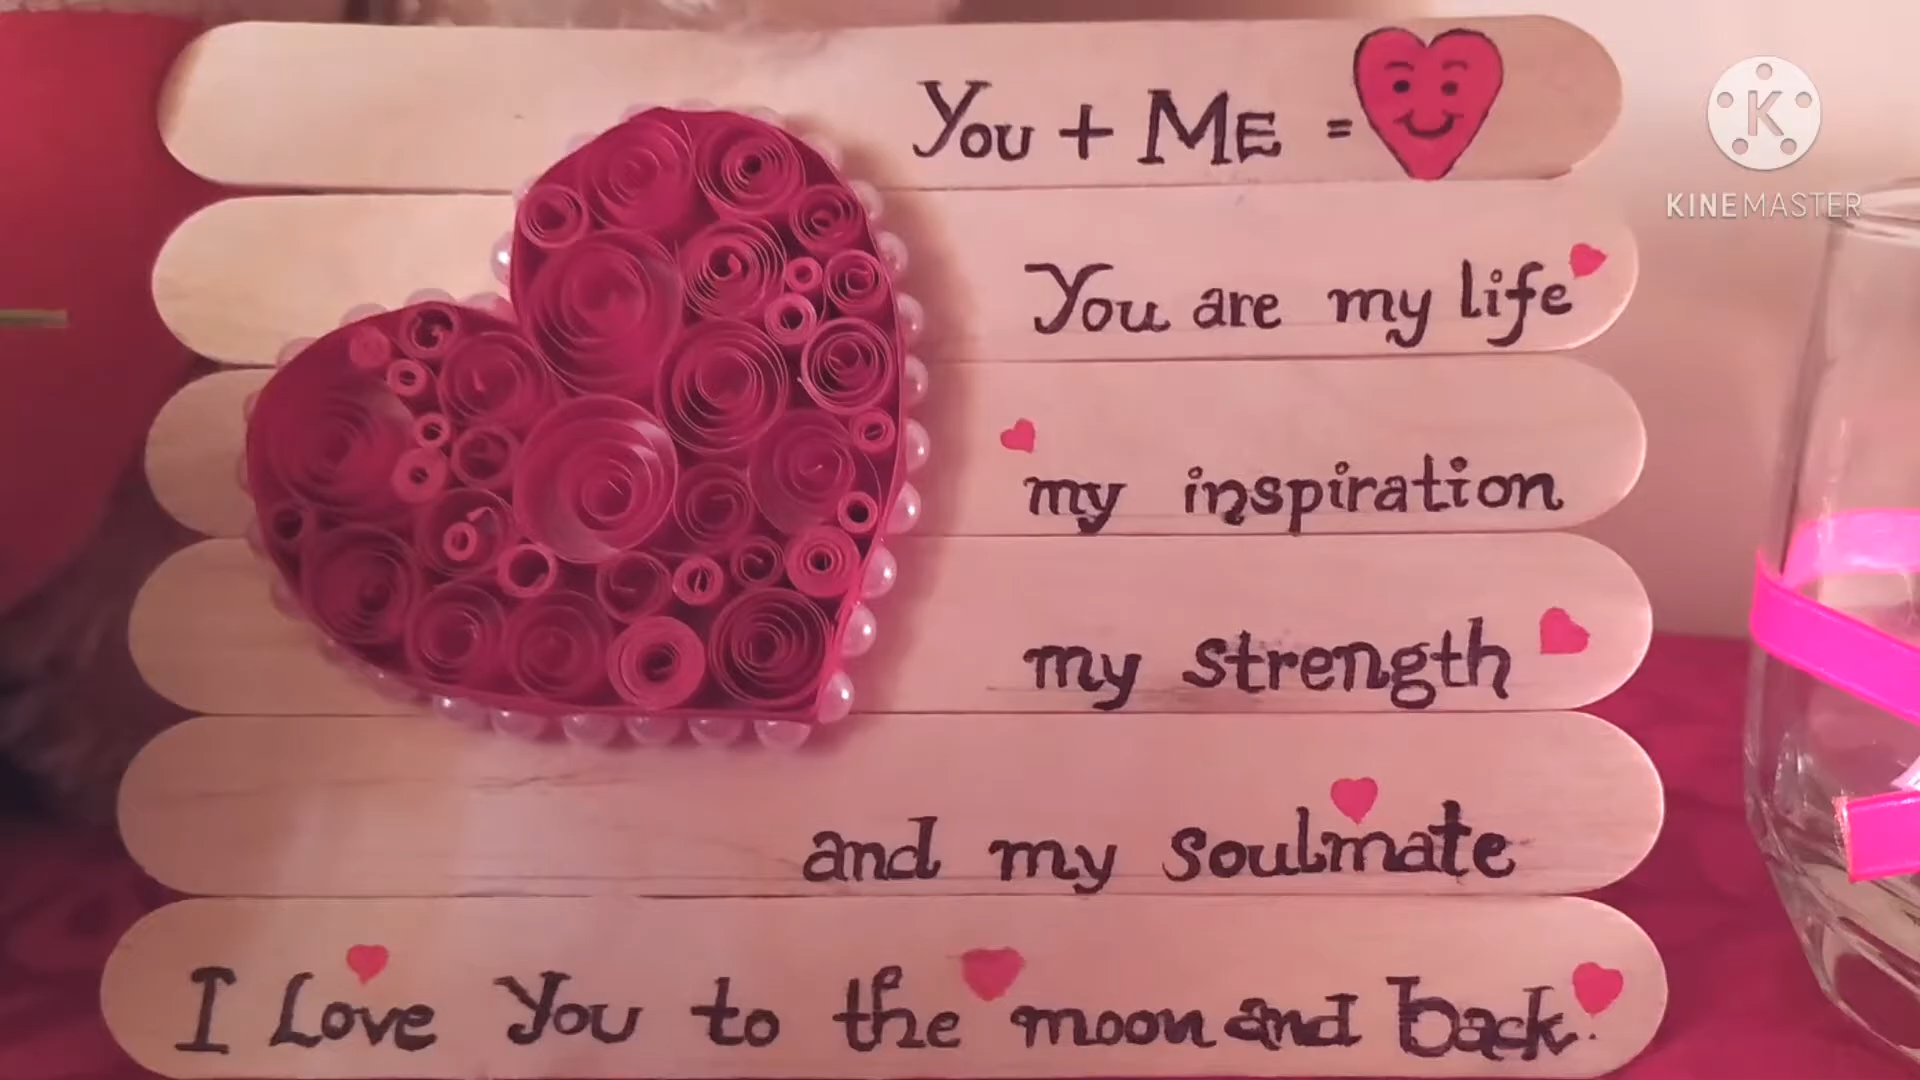 You + ME =
You are my life
my inspiration
my strength
and my soulmate
I Love You to the moon and back.
K
KINEMASTER